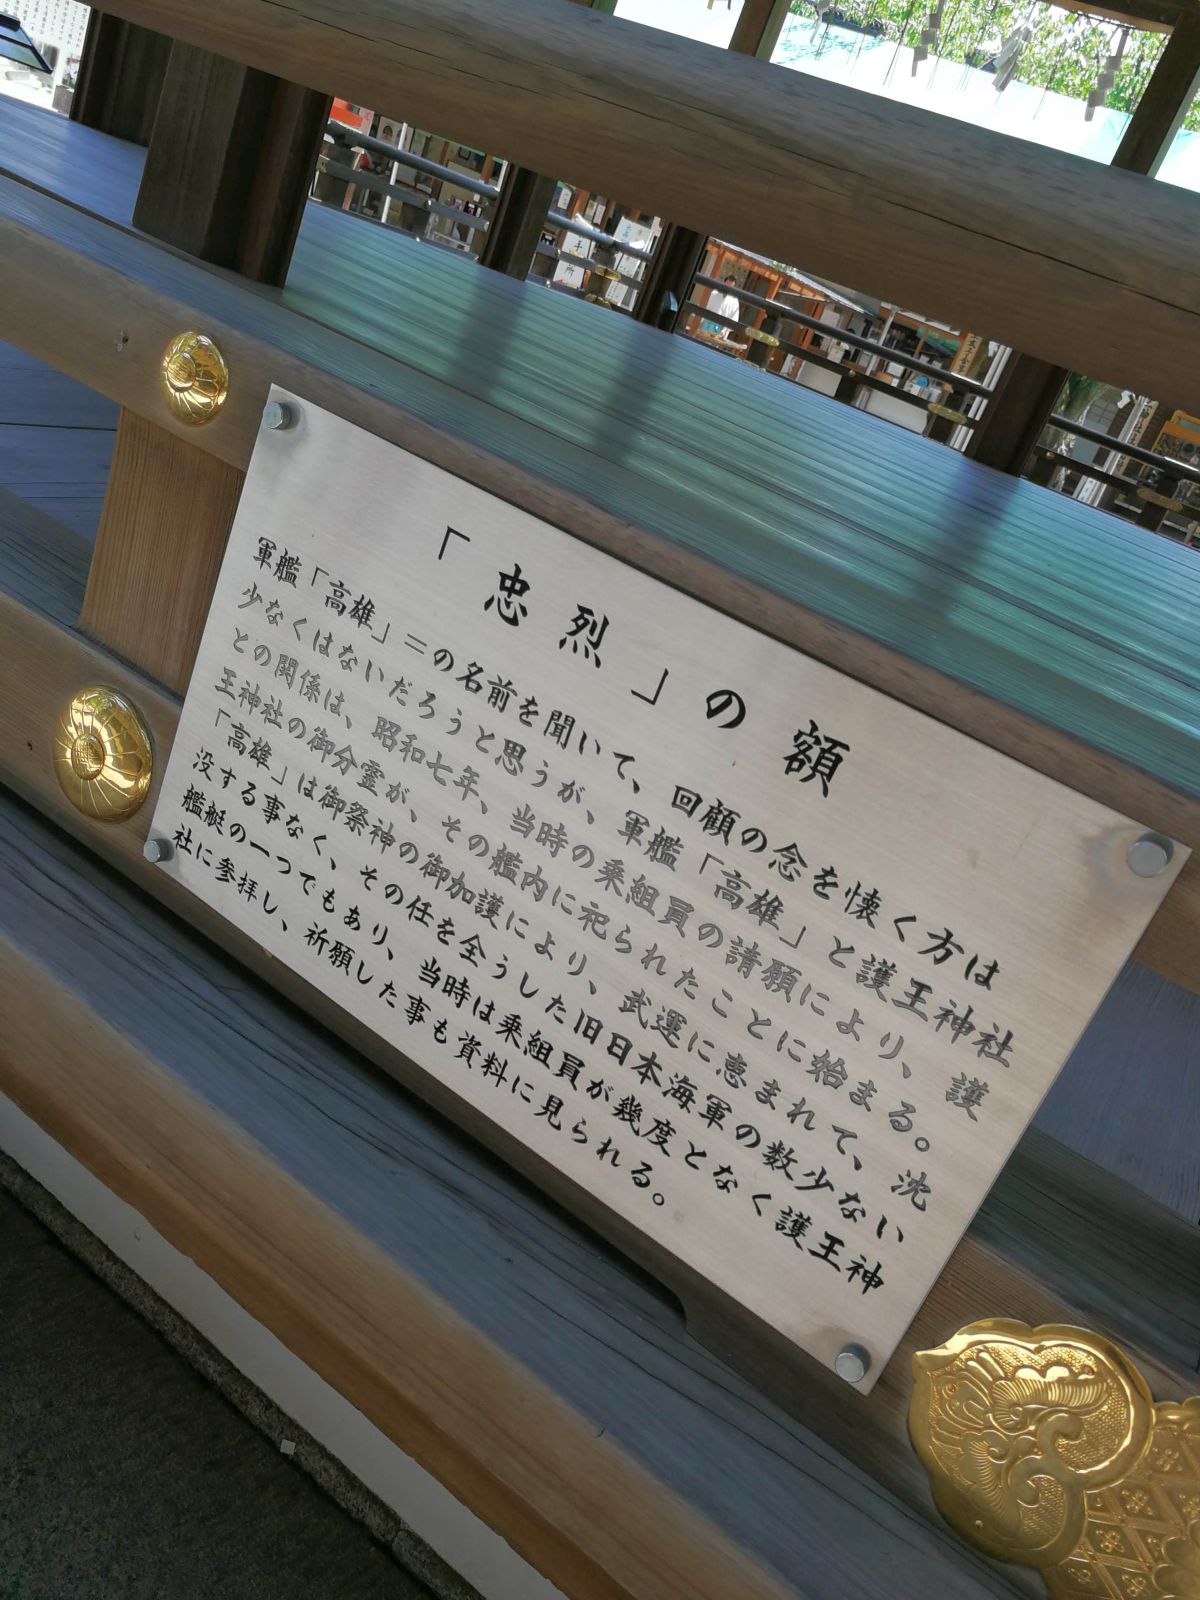 「忠烈」の額
軍艦「高雄」＝の名前を聞いて、回顧の念を懐く方は
少なくはないだろうと思うが、軍艦「高雄」と護王神社
との関係は、昭和七年、当時の乗組員の請願により、護
王神社の御分霊が、その艦内に祀られたことに始まる。
「高雄」は御祭神の御加護により、武運に恵まれて、沈
没する事なく、その任を全うした旧日本海軍の数少ない
艦艇の一つでもあり、当時は乗組員が幾度となく護王神
社に参拝し、祈願した事も資料に見られる。